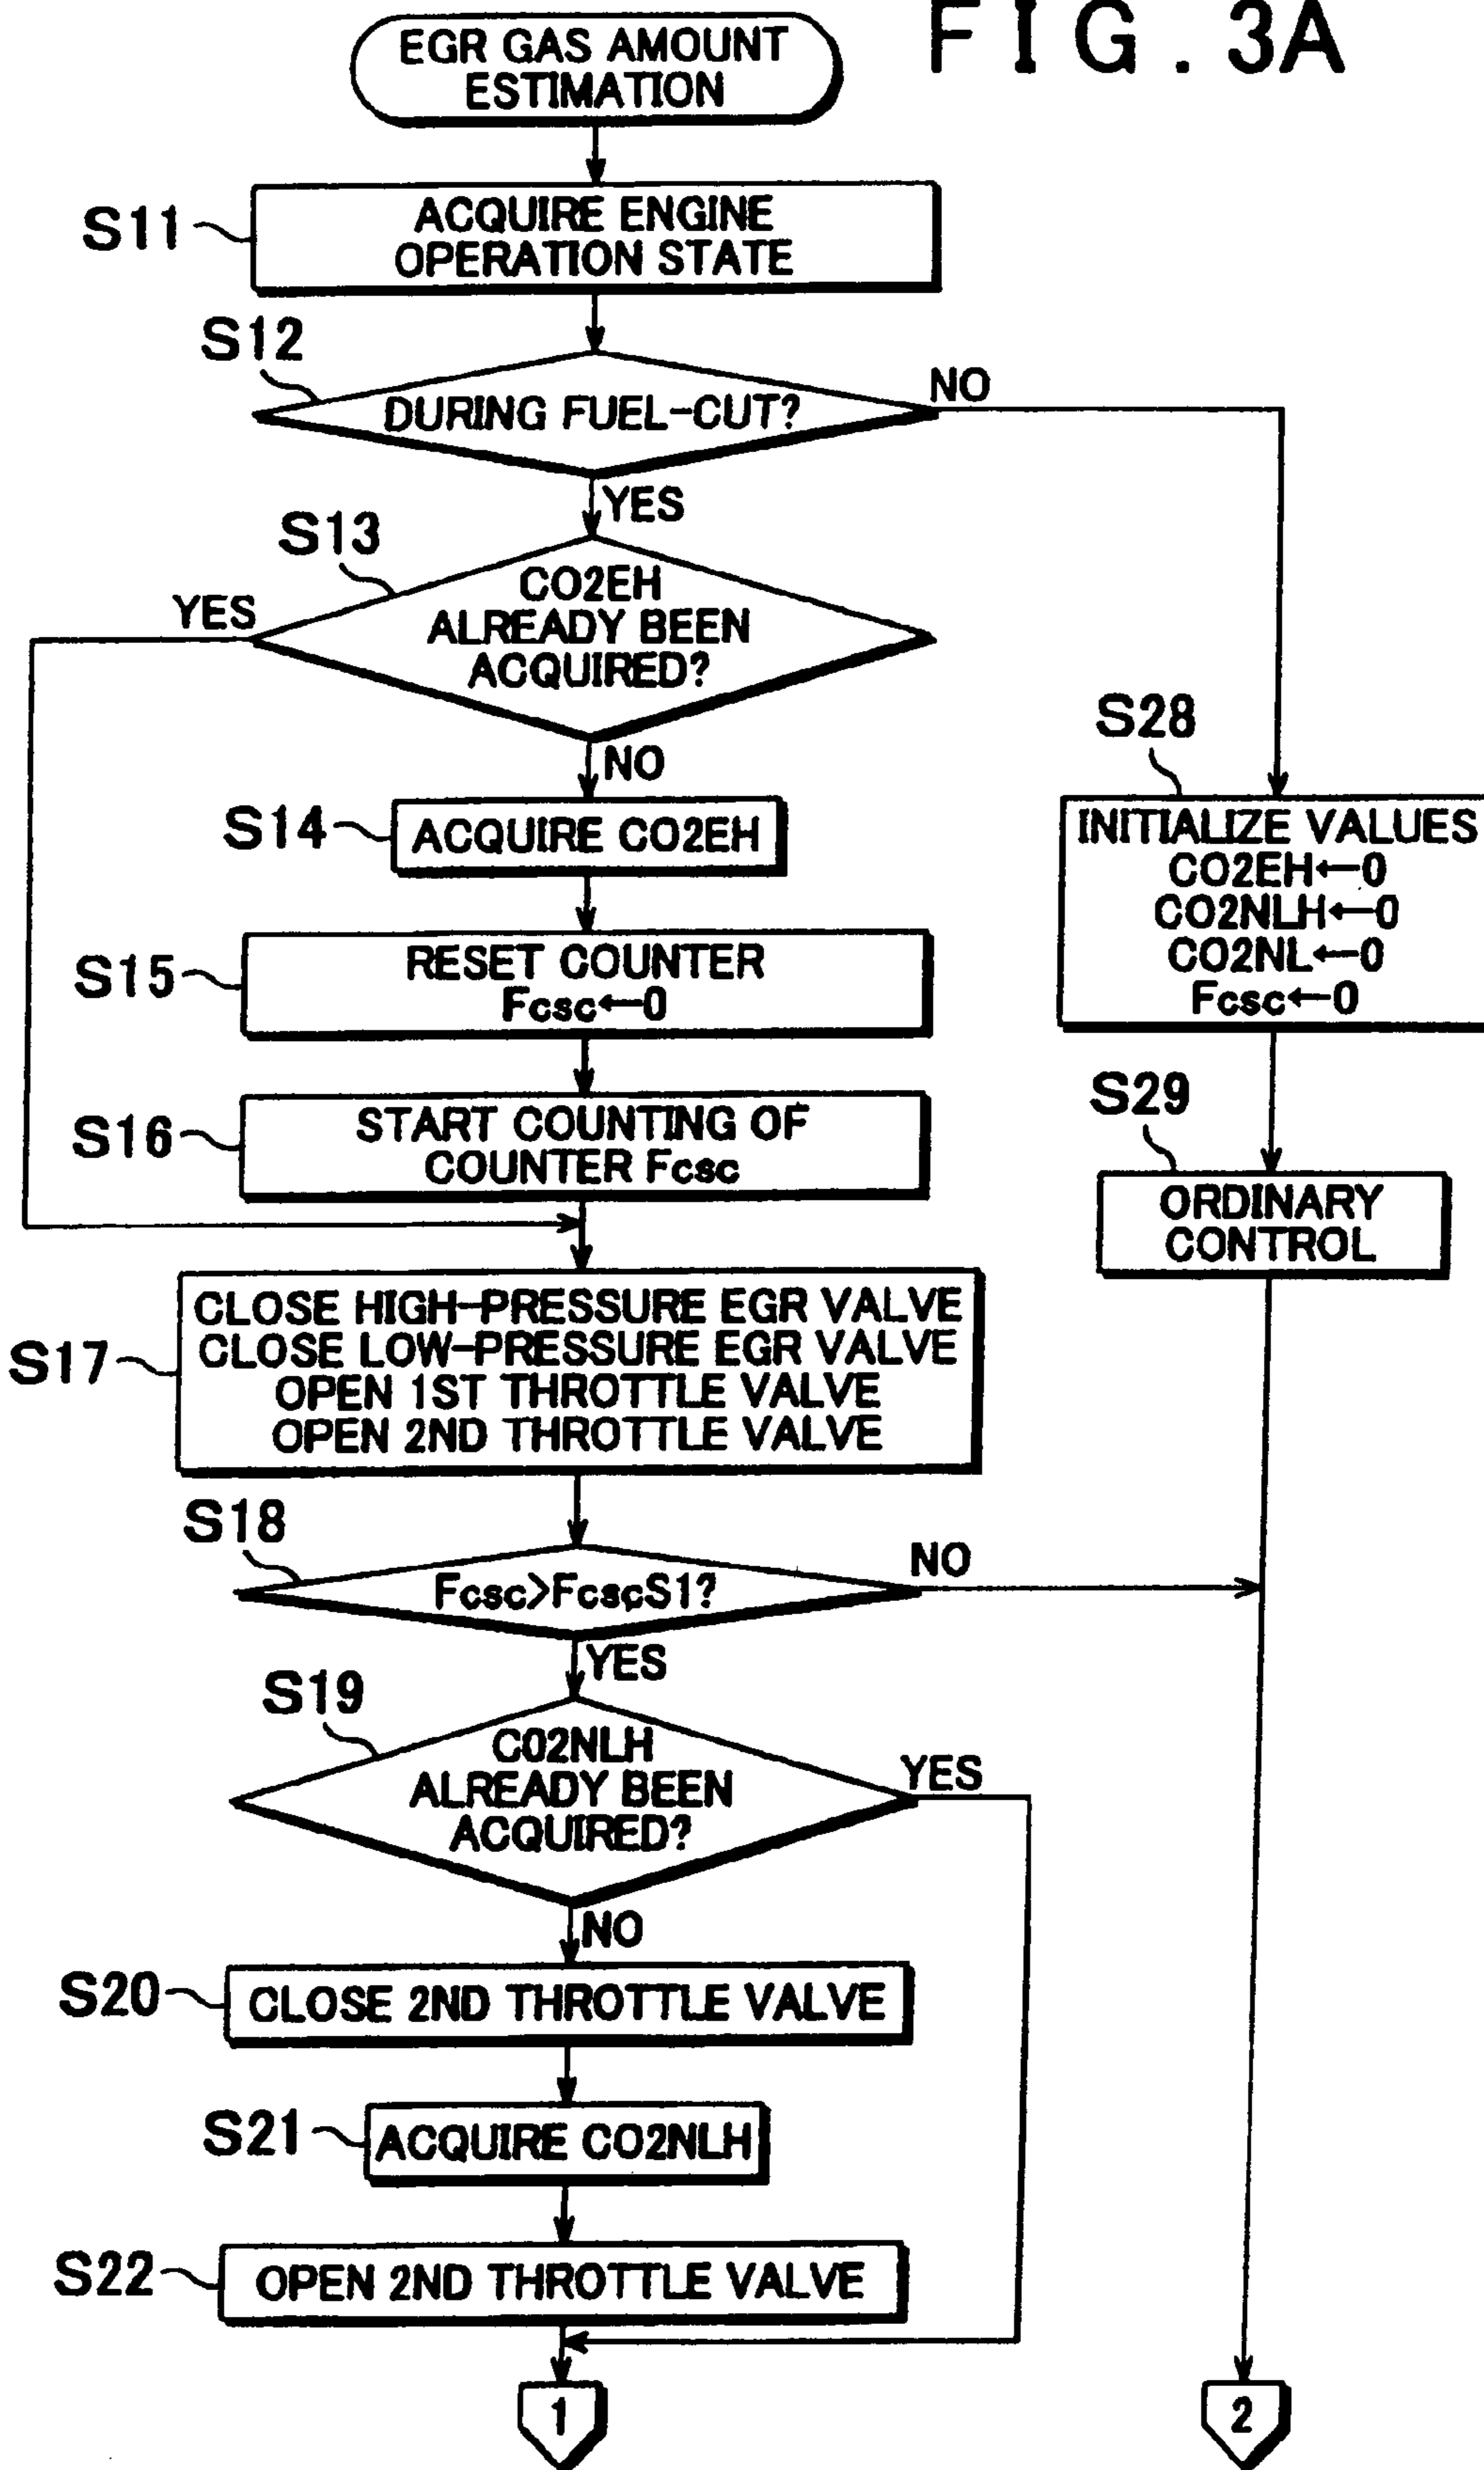 FIG. 3A
EGR GAS AMOUNT
ESTIMATION
S11
ACQUIRE ENGINE
OPERATION STATE
S12
DURING FUEL-CUT?
NO
YES
S13
CO2EH
ALREADY BEEN
ACQUIRED?
YES
NO
S14
ACQUIRE CO2EH
S15
RESET COUNTER
Fcsc←0
S16
START COUNTING OF
COUNTER Fcsc
S28
INITIALIZE VALUES
CO2EH←0
CO2NLH←0
CO2NL←0
Fcsc←0
S29
ORDINARY
CONTROL
S17
CLOSE HIGH-PRESSURE EGR VALVE
CLOSE LOW-PRESSURE EGR VALVE
OPEN 1ST THROTTLE VALVE
OPEN 2ND THROTTLE VALVE
S18
Fcsc>FcscS1?
NO
YES
S19
C02NLH
ALREADY BEEN
ACQUIRED?
YES
NO
S20
CLOSE 2ND THROTTLE VALVE
S21
ACQUIRE CO2NLH
S22
OPEN 2ND THROTTLE VALVE
1
2